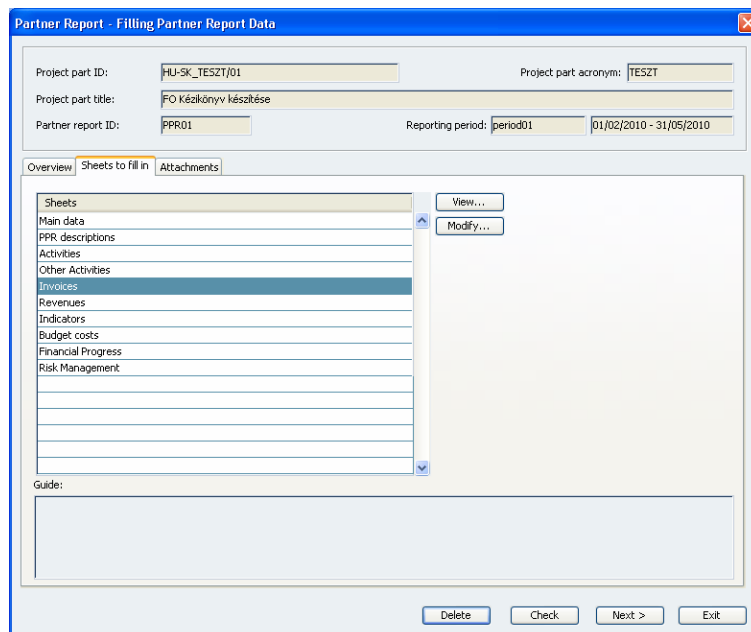 Partner Report - Filling Partner Report Data
Project part ID: HU-SK_TESZT/01 Project part acronym: TESZT
Project part title: FO Kézikönyv készítése
Partner report ID: PPR01 Reporting period: period01 01/02/2010 - 31/05/2010
Overview Sheets to fill in Attachments
Sheets View...
Main data Modify...
PPR descriptions
Activities
Other Activities
Invoices
Revenues
Indicators
Budget costs
Financial Progress
Risk Management
Guide:
Delete Check Next > Exit